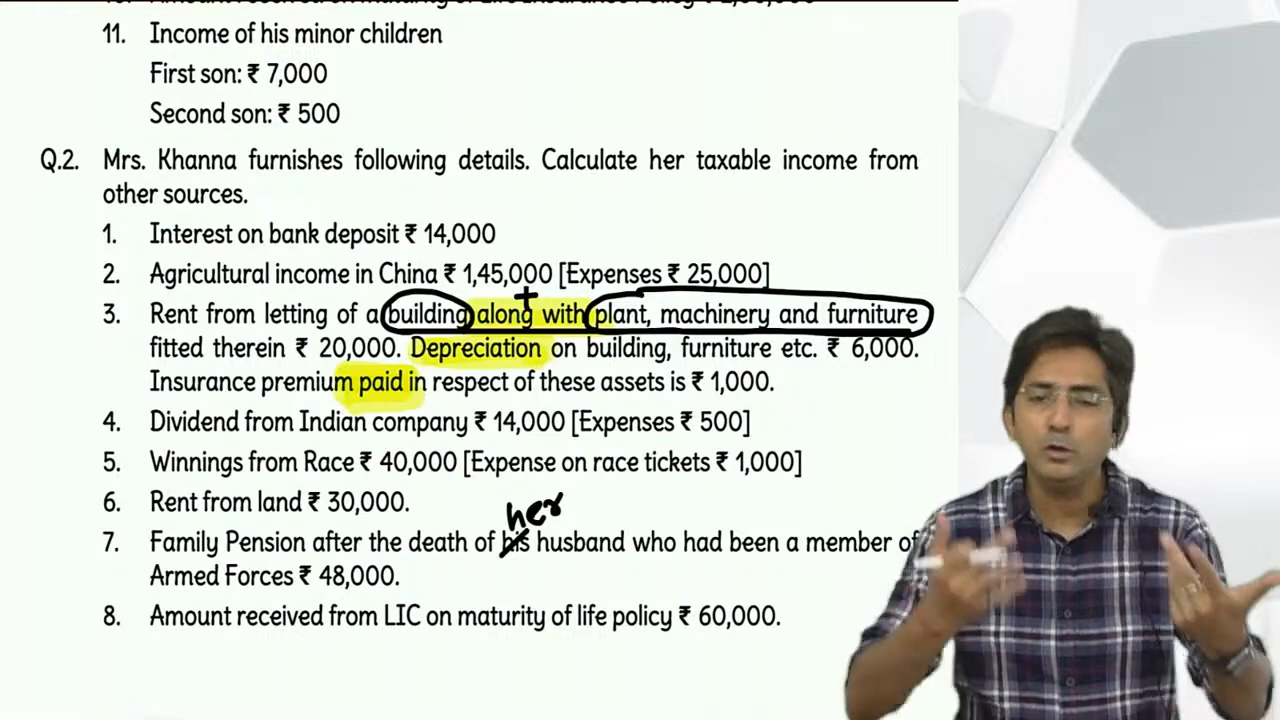 11. Income of his minor children
First son: ₹ 7,000
Second son: ₹ 500
Q.2. Mrs. Khanna furnishes following details. Calculate her taxable income from
other sources.
1. Interest on bank deposit ₹ 14,000
2. Agricultural income in China ₹ 1,45,000 [Expenses ₹ 25,000]
+
3. Rent from letting of a building along with plant, machinery and furniture
fitted therein ₹ 20,000. Depreciation on building, furniture etc. ₹ 6,000.
Insurance premium paid in respect of these assets is ₹ 1,000.
4. Dividend from Indian company ₹ 14,000 [Expenses ₹ 500]
5. Winnings from Race ₹ 40,000 [Expense on race tickets ₹ 1,000]
6. Rent from land ₹ 30,000.
her
7. Family Pension after the death of his husband who had been a member of
Armed Forces ₹ 48,000.
8. Amount received from LIC on maturity of life policy ₹ 60,000.